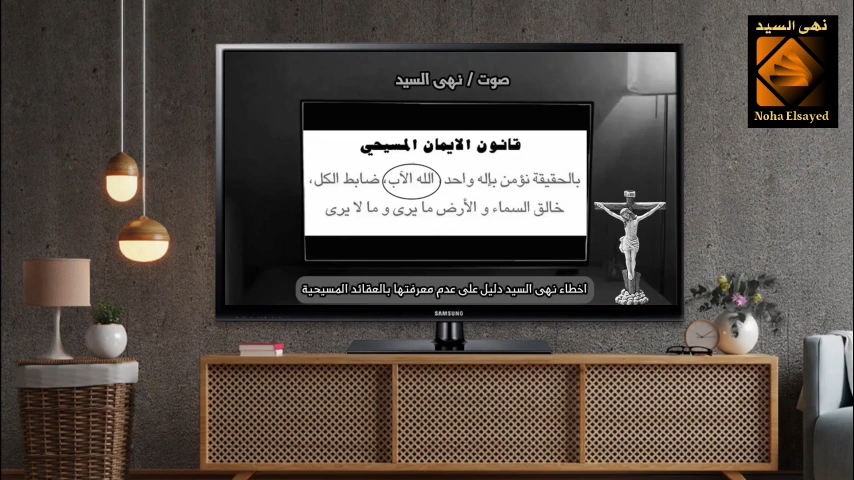 نهى السيد
Noha Elsayed
صوت / نهى السيد
قانون الايمان المسيحي
بالحقيقة نؤمن بإله واحد، الله الآب، ضابط الكل،
خالق السماء و الأرض ما يرى و ما لا يرى
اخطاء نهى السيد دليل على عدم معرفتها بالعقائد المسيحية
SAMSUNG